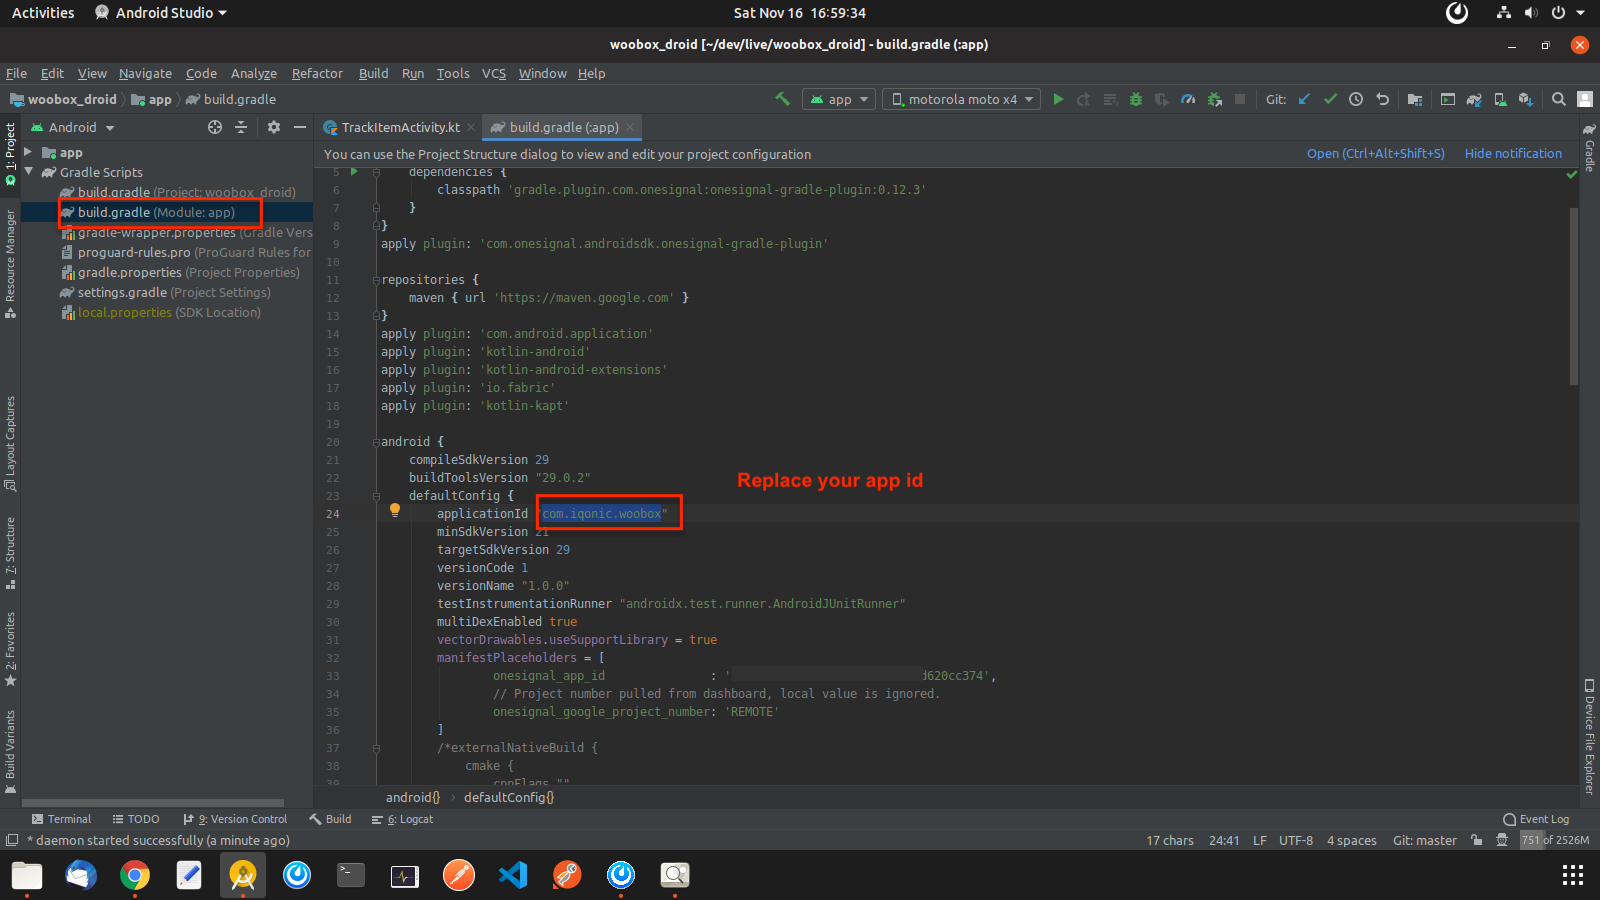 Activities Android Studio Sat Nov 16 16:59:34
woobox_droid [~/dev/live/woobox_droid] - build.gradle (:app)
File Edit View Navigate Code Analyze Refactor Build Run Tools VCS Window Help
woobox_droid app build.gradle app motorola moto x4 Git:
Android TrackItemActivity.kt build.gradle (:app)
You can use the Project Structure dialog to view and edit your project configuration Open (Ctrl+Alt+Shift+S) Hide notification
1: Project
Resource Manager
Layout Captures
7: Structure
2: Favorites
Build Variants
app
Gradle Scripts
build.gradle (Project: woobox_droid)
build.gradle (Module: app)
gradle-wrapper.properties (Gradle Vers
proguard-rules.pro (ProGuard Rules for
gradle.properties (Project Properties)
settings.gradle (Project Settings)
local.properties (SDK Location)
5 dependencies {
6 classpath 'gradle.plugin.com.onesignal:onesignal-gradle-plugin:0.12.3'
7 }
8 }
9 apply plugin: 'com.onesignal.androidsdk.onesignal-gradle-plugin'
10
11 repositories {
12 maven { url 'https://maven.google.com' }
13 }
14 apply plugin: 'com.android.application'
15 apply plugin: 'kotlin-android'
16 apply plugin: 'kotlin-android-extensions'
17 apply plugin: 'io.fabric'
18 apply plugin: 'kotlin-kapt'
19
20 android {
21 compileSdkVersion 29
22 buildToolsVersion "29.0.2"
Replace your app id
23 defaultConfig {
24 applicationId "com.iqonic.woobox"
25 minSdkVersion 21
26 targetSdkVersion 29
27 versionCode 1
28 versionName "1.0.0"
29 testInstrumentationRunner "androidx.test.runner.AndroidJUnitRunner"
30 multiDexEnabled true
31 vectorDrawables.useSupportLibrary = true
32 manifestPlaceholders = [
33 onesignal_app_id : ' d620cc374',
34 // Project number pulled from dashboard, local value is ignored.
35 onesignal_google_project_number: 'REMOTE'
36 ]
37 /*externalNativeBuild {
38 cmake {
39 cppFlags ""
Gradle
Device File Explorer
android{} defaultConfig{}
Terminal TODO 9: Version Control Build 6: Logcat Event Log
* daemon started successfully (a minute ago) 17 chars 24:41 LF UTF-8 4 spaces Git: master 751 of 2526M